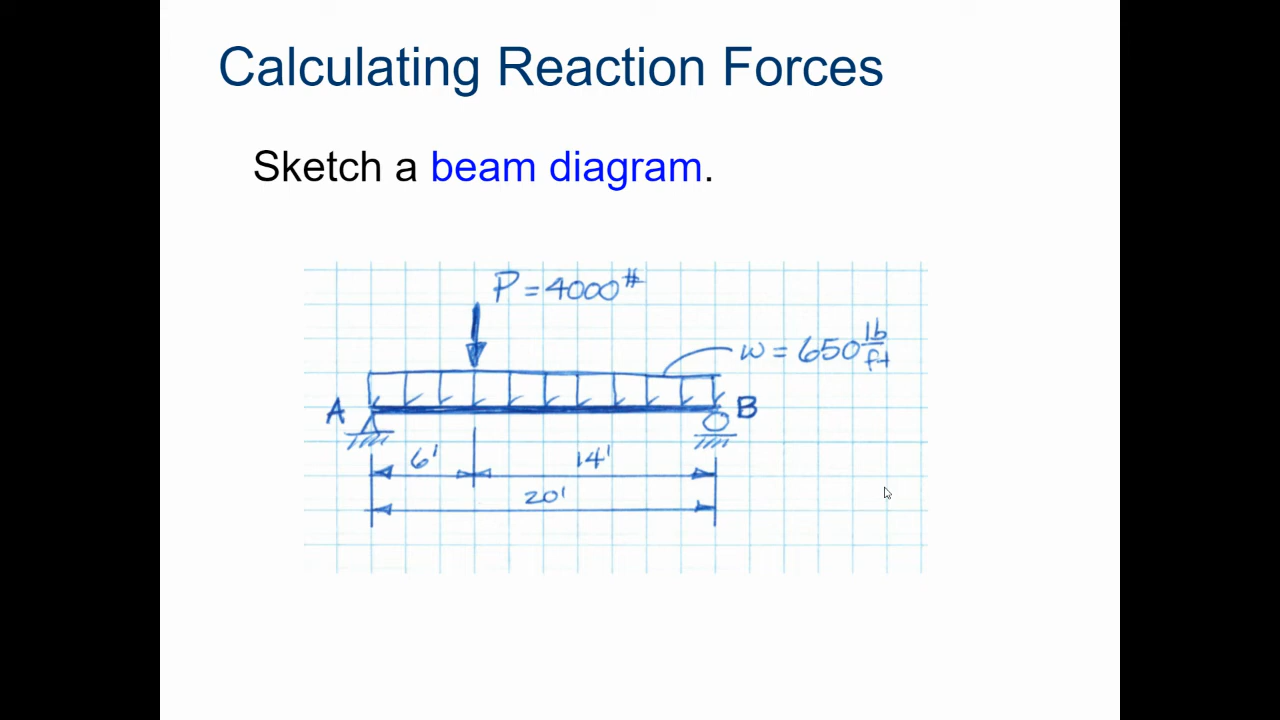 Calculating Reaction Forces
Sketch a beam diagram.
P = 4000#
w = 650 lb/ft
A
B
6'
14'
20'